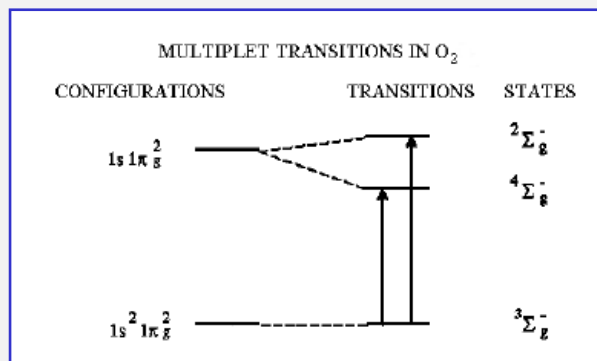 MULTIPLET TRANSITIONS IN O₂
CONFIGURATIONS TRANSITIONS STATES
²Σg⁻
1s 1πg²
⁴Σg⁻
1s² 1πg² ³Σg⁻